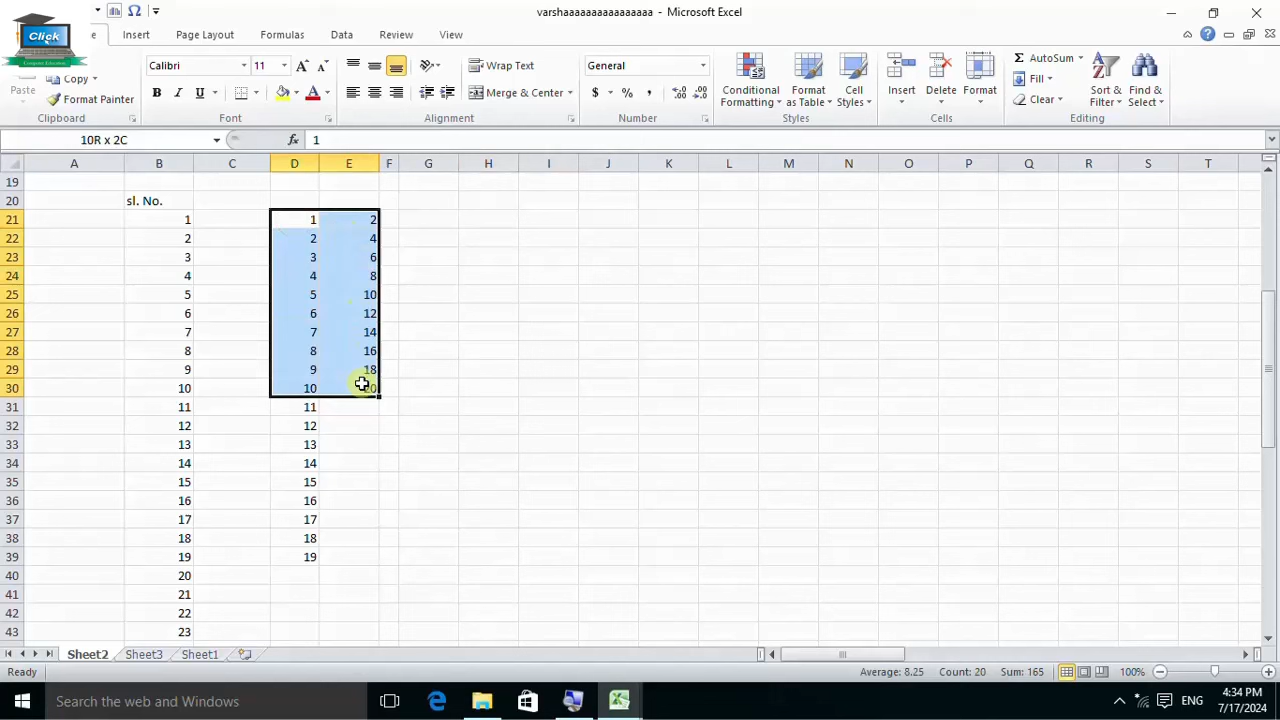 varshaaaaaaaaaaaaaaaa - Microsoft Excel
Click
Computer Education
Insert
Page Layout
Formulas
Data
Review
View
Calibri
11
Wrap Text
General
AutoSum
Paste
Copy
Format Painter
B I U
Merge & Center
$ % ,
Conditional Formatting
Format as Table
Cell Styles
Insert
Delete
Format
Fill
Clear
Sort & Filter
Find & Select
Clipboard
Font
Alignment
Number
Styles
Cells
Editing
10R x 2C
fx
1
A B C D E F G H I J K L M N O P Q R S T
19
20 sl. No.
21 1 1 2
22 2 2 4
23 3 3 6
24 4 4 8
25 5 5 10
26 6 6 12
27 7 7 14
28 8 8 16
29 9 9 18
30 10 10 20
31 11 11
32 12 12
33 13 13
34 14 14
35 15 15
36 16 16
37 17 17
38 18 18
39 19 19
40 20
41 21
42 22
43 23
Sheet2 Sheet3 Sheet1
Ready
Average: 8.25 Count: 20 Sum: 165
100%
Search the web and Windows
ENG
4:34 PM
7/17/2024